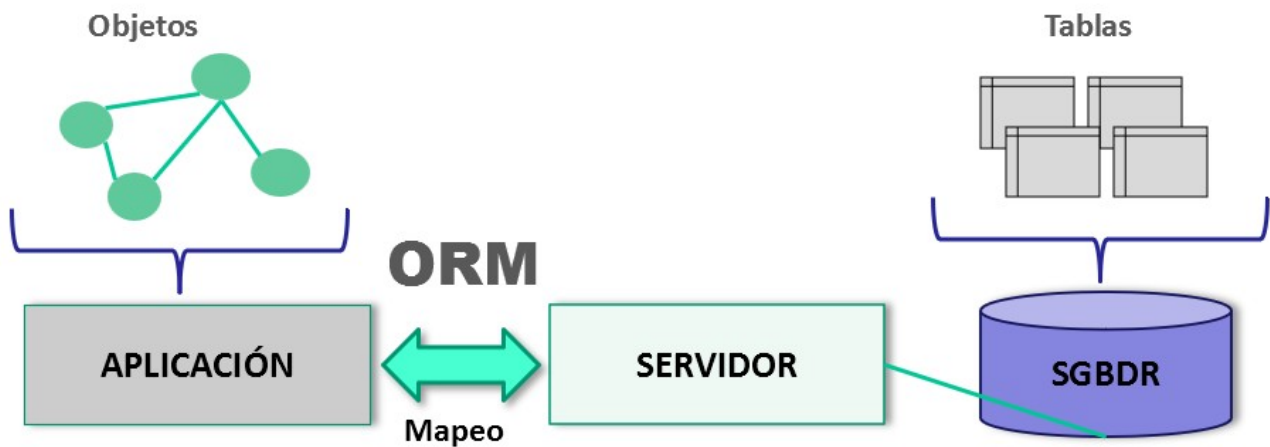 Objetos
Tablas
ORM
APLICACIÓN
SERVIDOR
SGBDR
Mapeo